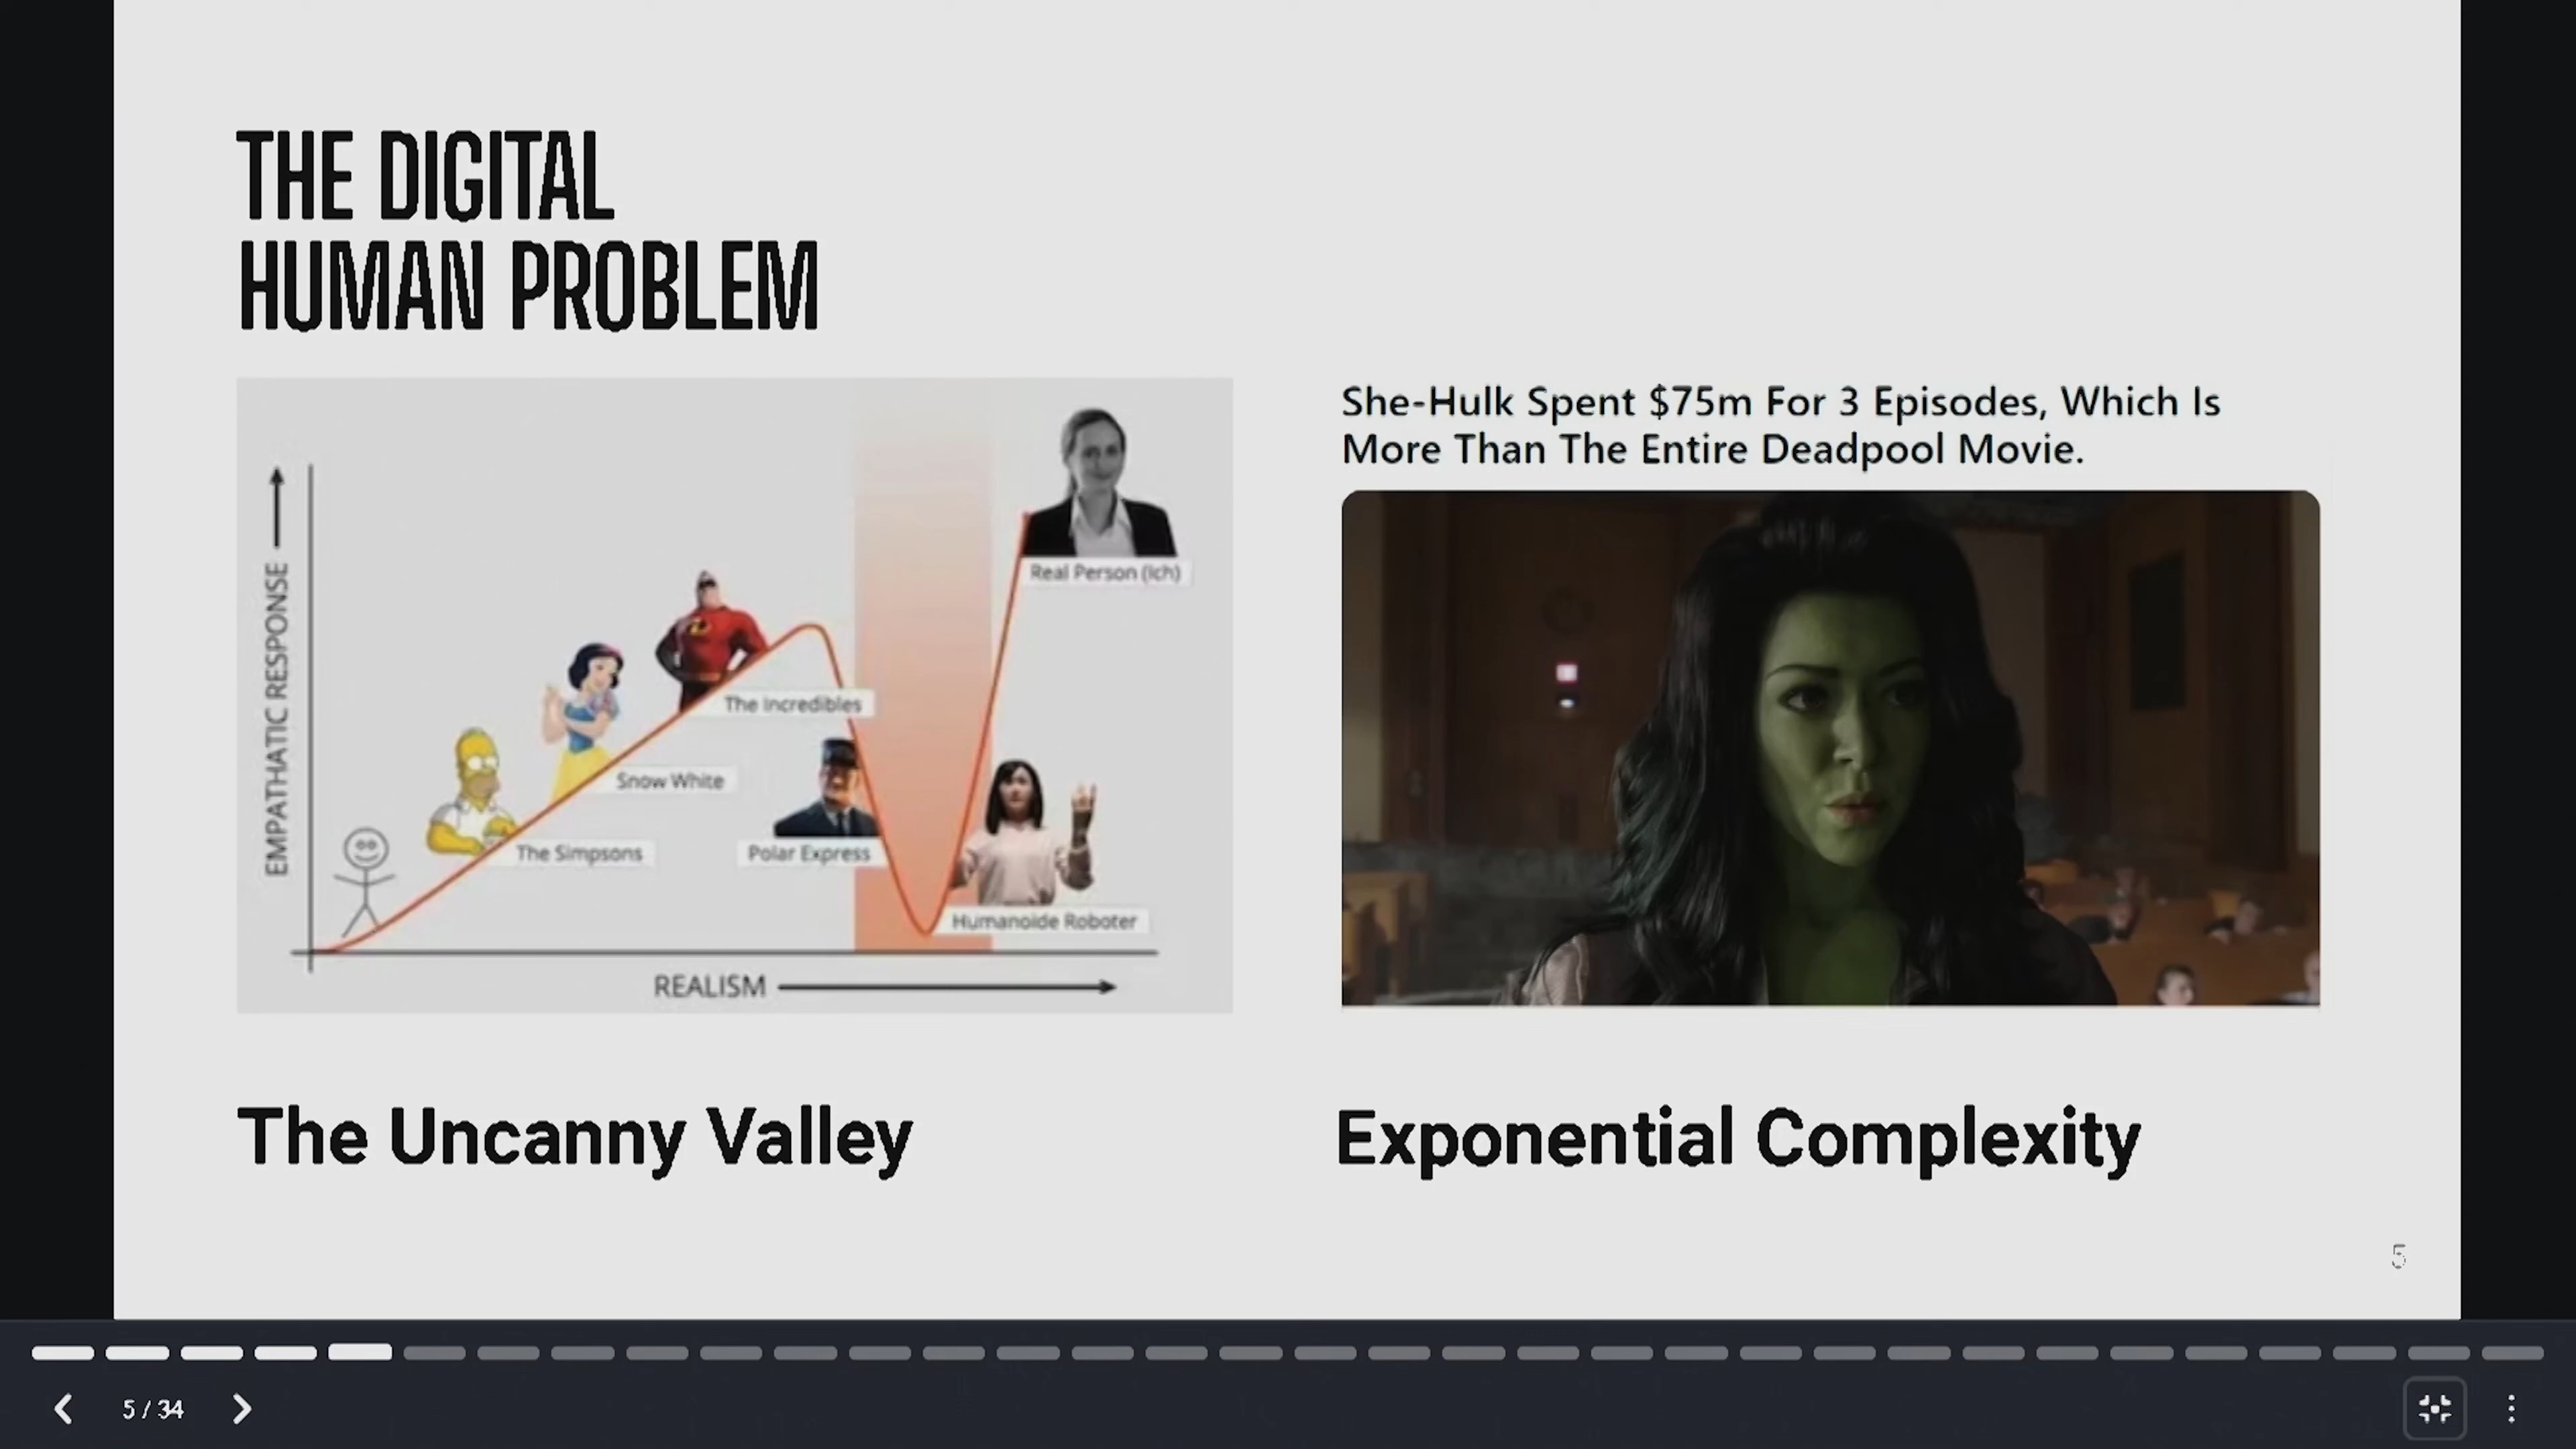 THE DIGITAL
HUMAN PROBLEM
EMPATHATIC RESPONSE
Real Person (Ich)
The Incredibles
Snow White
The Simpsons
Polar Express
Humanoide Roboter
REALISM
The Uncanny Valley
She-Hulk Spent $75m For 3 Episodes, Which Is
More Than The Entire Deadpool Movie.
Exponential Complexity
5
5 / 34